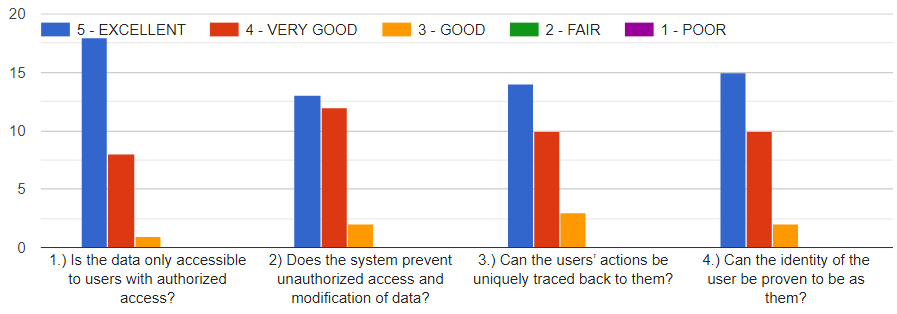 20
5 - EXCELLENT 4 - VERY GOOD 3 - GOOD 2 - FAIR 1 - POOR
15
10
5
0
1.) Is the data only accessible
to users with authorized
access?
2) Does the system prevent
unauthorized access and
modification of data?
3.) Can the users’ actions be
uniquely traced back to them?
4.) Can the identity of the
user be proven to be as
them?